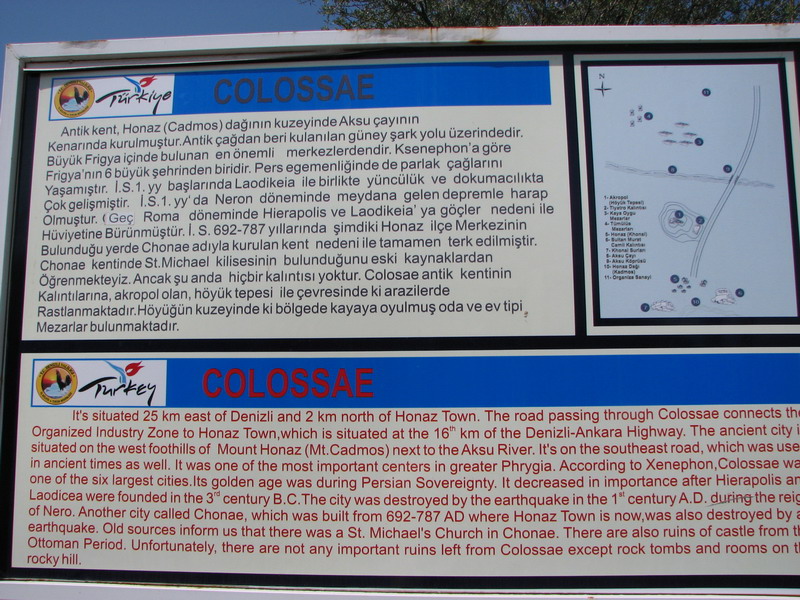 Türkiye
COLOSSAE
Antik kent, Honaz (Cadmos) dağının kuzeyinde Aksu çayının
Kenarında kurulmuştur.Antik çağdan beri kulanılan güney şark yolu üzerindedir.
Büyük Frigya içinde bulunan en önemli merkezlerdendir. Ksenephon'a göre
Frigya'nın 6 büyük şehrinden biridir. Pers egemenliğinde de parlak çağlarını
Yaşamıştır. İ.S.1. yy başlarında Laodikeia ile birlikte yüncülük ve dokumacılıkta
Çok gelişmiştir. İ.S.1. yy' da Neron döneminde meydana gelen depremle harap
Olmuştur. (Geç Roma döneminde Hierapolis ve Laodikeia' ya göçler nedeni ile
Hüviyetine Bürünmüştür. İ. S. 692-787 yıllarında şimdiki Honaz ilçe Merkezinin
Bulunduğu yerde Chonae adıyla kurulan kent nedeni ile tamamen terk edilmiştir.
Chonae kentinde St.Michael kilisesinin bulunduğunu eski kaynaklardan
Öğrenmekteyiz. Ancak şu anda hiçbir kalıntısı yoktur. Colosae antik kentinin
Kalıntılarına, akropol olan, höyük tepesi ile çevresinde ki arazilerde
Rastlanmaktadır.Höyüğün kuzeyinde ki bölgede kayaya oyulmuş oda ve ev tipi
Mezarlar bulunmaktadır.
N
1- Akropol
(Höyük Tepesi)
2- Tiyatro Kalıntısı
3- Kaya Oygu
Mezarlar
4- Tümülüs
Mezarları
5- Honaz (Khonai)
6- Sultan Murat
Camii Kalıntısı
7- Khonai Surları
8- Aksu Çayı
9- Aksu Köprüsü
10- Honaz Dağı
(Kadmos)
11- Organize Sanayi
Türkey
COLOSSAE
It's situated 25 km east of Denizli and 2 km north of Honaz Town. The road passing through Colossae connects the
Organized Industry Zone to Honaz Town,which is situated at the 16th km of the Denizli-Ankara Highway. The ancient city i
situated on the west foothills of Mount Honaz (Mt.Cadmos) next to the Aksu River. It's on the southeast road, which was use
in ancient times as well. It was one of the most important centers in greater Phrygia. According to Xenephon,Colossae wa
one of the six largest cities.Its golden age was during Persian Sovereignty. It decreased in importance after Hierapolis an
Laodicea were founded in the 3rd century B.C.The city was destroyed by the earthquake in the 1st century A.D. during the reig
of Nero. Another city called Chonae, which was built from 692-787 AD where Honaz Town is now,was also destroyed by a
earthquake. Old sources inform us that there was a St. Michael's Church in Chonae. There are also ruins of castle from th
Ottoman Period. Unfortunately, there are not any important ruins left from Colossae except rock tombs and rooms on th
rocky hill.